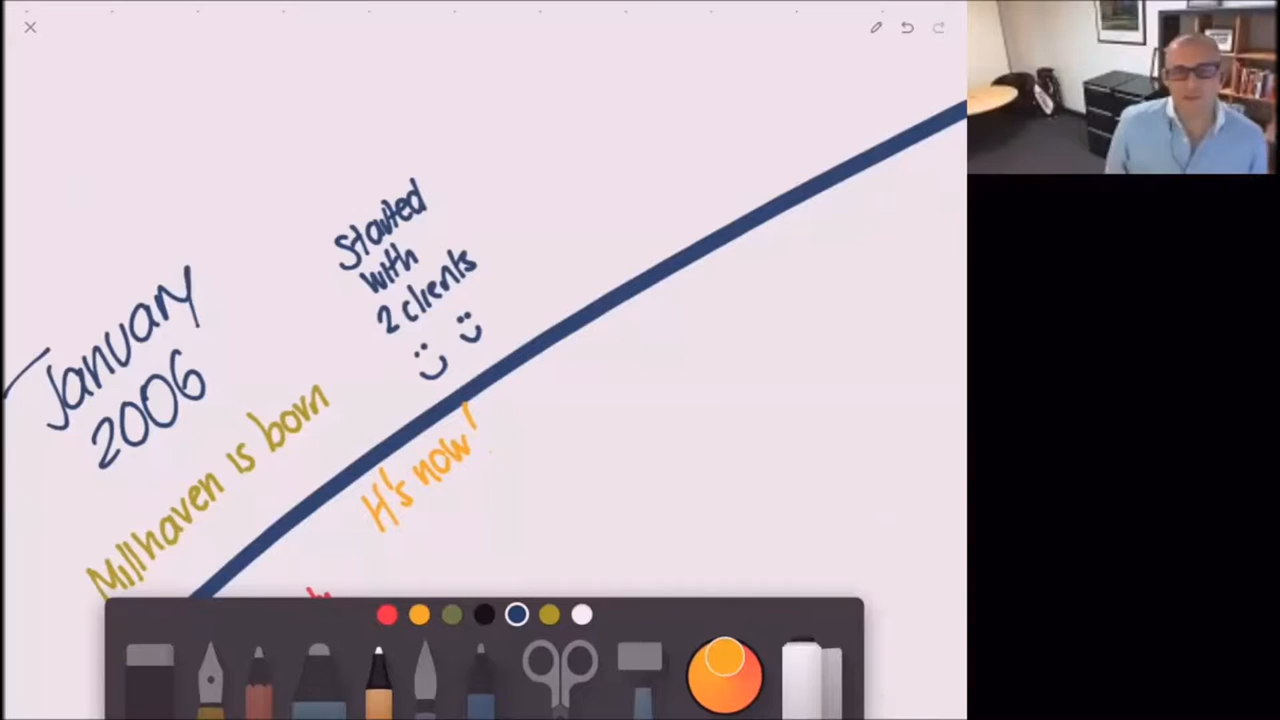 January
2006
Millhaven is born
Started
with
2 clients
It's now